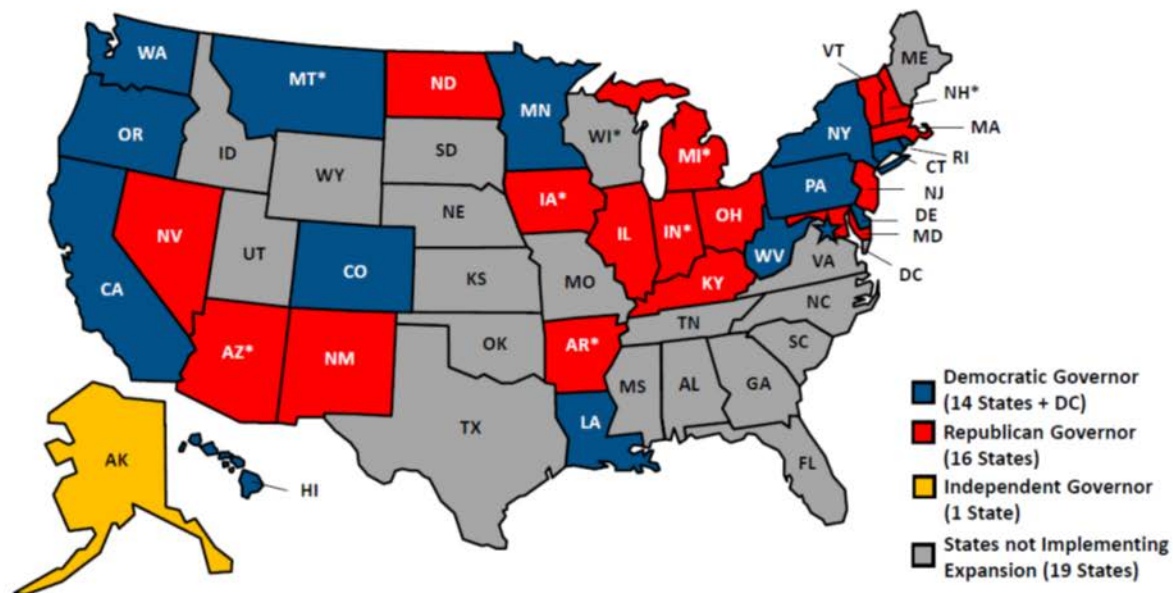 WA
MT*
ND
MN
VT
ME
NH*
MA
OR
ID
SD
WI*
MI*
NY
RI
CT
WY
IA*
PA
NJ
NE
DE
MD
NV
UT
CO
IL
IN*
OH
WV
VA
DC
CA
KS
MO
KY
NC
AZ*
NM
OK
AR*
TN
SC
MS
AL
GA
TX
LA
FL
AK
HI
Democratic Governor
(14 States + DC)
Republican Governor
(16 States)
Independent Governor
(1 State)
States not Implementing
Expansion (19 States)